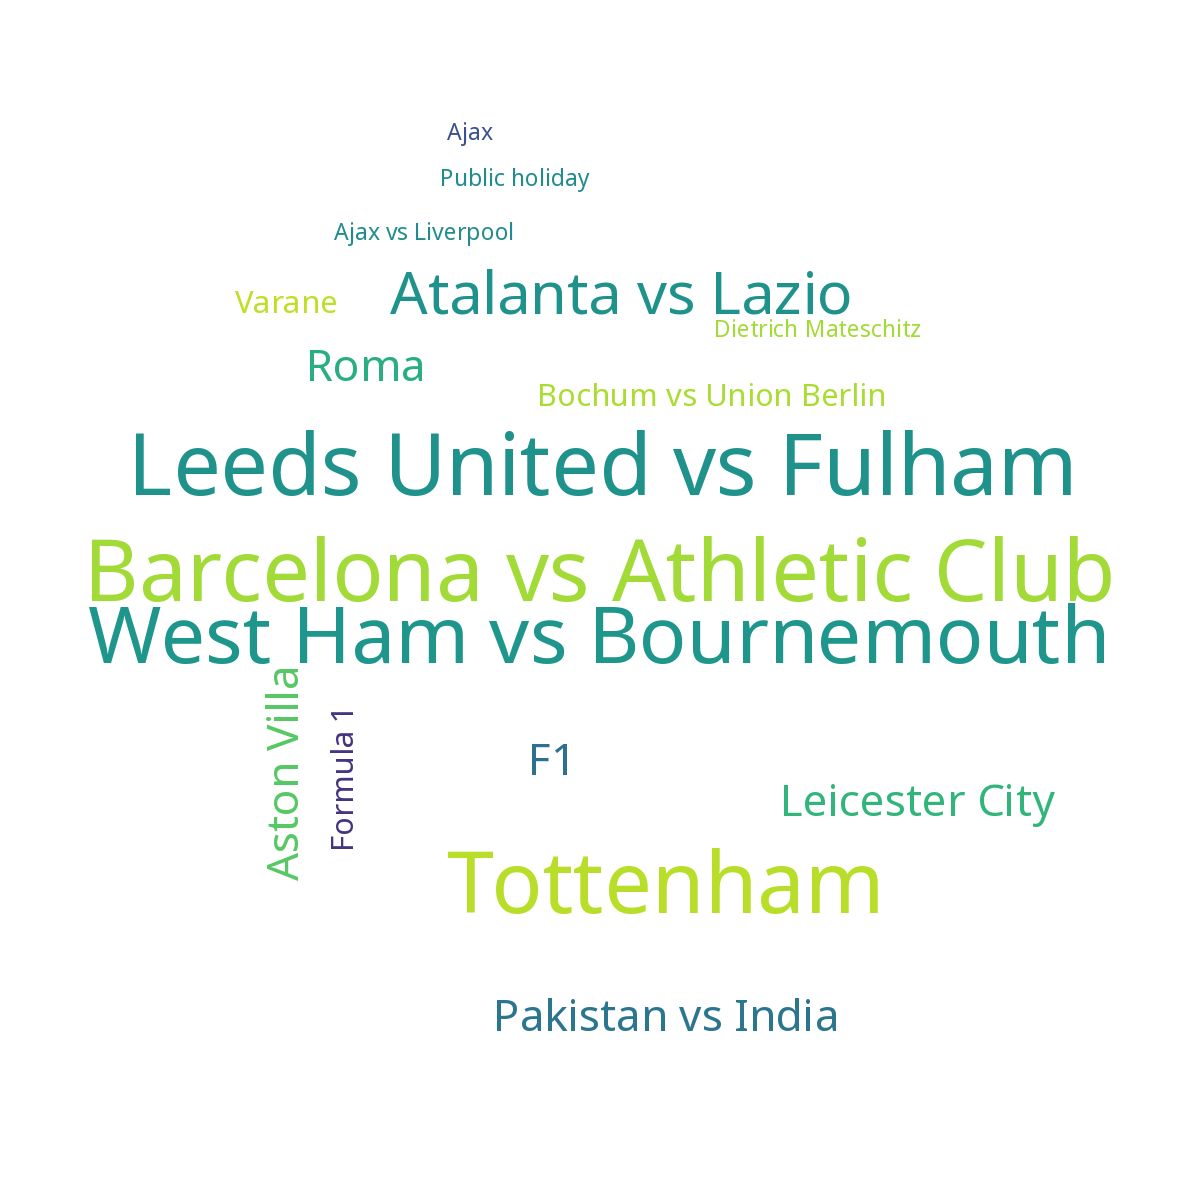 Ajax
Public holiday
Ajax vs Liverpool
Atalanta vs Lazio
Varane
Dietrich Mateschitz
Roma
Bochum vs Union Berlin
Leeds United vs Fulham
Barcelona vs Athletic Club
West Ham vs Bournemouth
Aston Villa
Formula 1
F1
Leicester City
Tottenham
Pakistan vs India